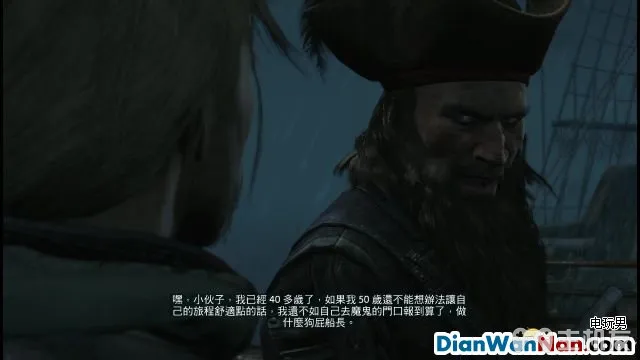 嘿，小伙子，我已經 40 多歲了，如果我 50 歲還不能想辦法讓自
己的旅程舒適點的話，我還不如自己去魔鬼的門口報到算了，做
什麼狗屁船長。
电玩男
DianWanNan.com